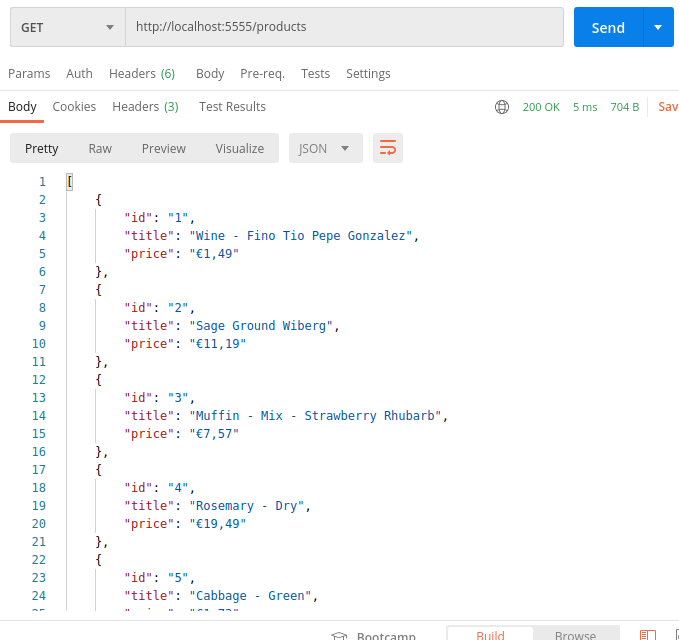 GET http://localhost:5555/products Send
Params Auth Headers (6) Body Pre-req. Tests Settings
Body Cookies Headers (3) Test Results 200 OK 5 ms 704 B Sav
Pretty Raw Preview Visualize JSON
1 [
2 {
3 "id": "1",
4 "title": "Wine - Fino Tio Pepe Gonzalez",
5 "price": "€1,49"
6 },
7 {
8 "id": "2",
9 "title": "Sage Ground Wiberg",
10 "price": "€11,19"
11 },
12 {
13 "id": "3",
14 "title": "Muffin - Mix - Strawberry Rhubarb",
15 "price": "€7,57"
16 },
17 {
18 "id": "4",
19 "title": "Rosemary - Dry",
20 "price": "€19,49"
21 },
22 {
23 "id": "5",
24 "title": "Cabbage - Green",
Bootcamp Build Browse